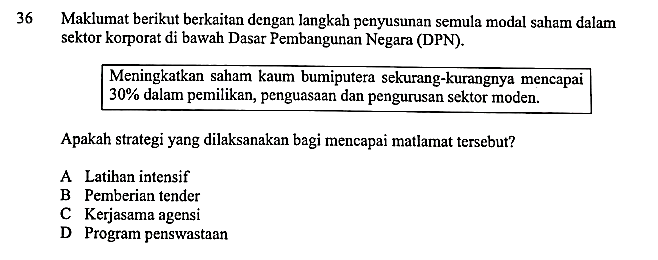 36 Maklumat berikut berkaitan dengan langkah penyusunan semula modal saham dalam
sektor korporat di bawah Dasar Pembangunan Negara (DPN).
Meningkatkan saham kaum bumiputera sekurang-kurangnya mencapai
30% dalam pemilikan, penguasaan dan pengurusan sektor moden.
Apakah strategi yang dilaksanakan bagi mencapai matlamat tersebut?
A Latihan intensif
B Pemberian tender
C Kerjasama agensi
D Program penswastaan